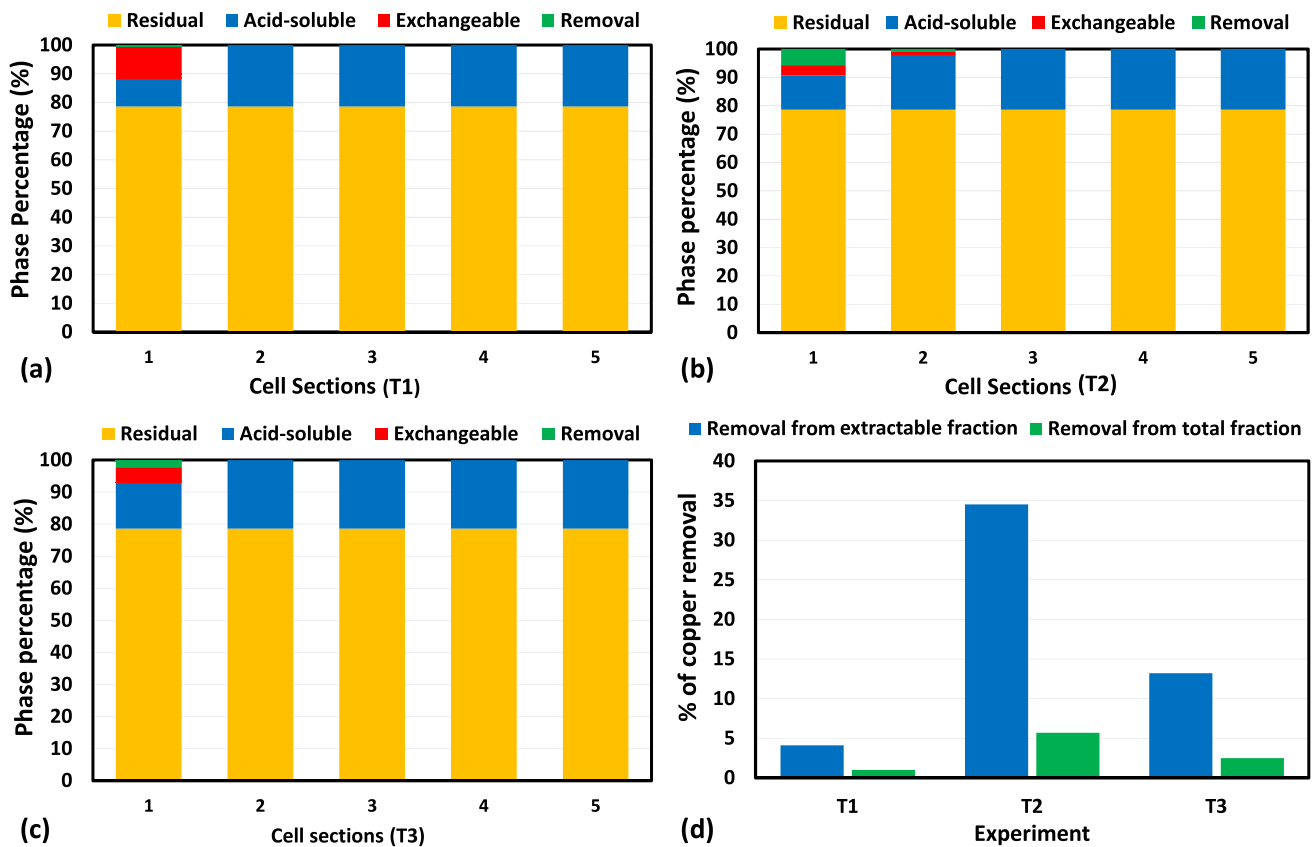 Residual Acid-soluble Exchangeable Removal
Phase Percentage (%)
100
90
80
70
60
50
40
30
20
10
0
1 2 3 4 5
(a)
Cell Sections (T1)
Residual Acid-soluble Exchangeable Removal
Phase percentage (%)
100
90
80
70
60
50
40
30
20
10
0
1 2 3 4 5
(b)
Cell Sections (T2)
Residual Acid-soluble Exchangeable Removal
Phase percentage (%)
100
90
80
70
60
50
40
30
20
10
0
1 2 3 4 5
(c)
Cell sections (T3)
Removal from extractable fraction Removal from total fraction
% of copper removal
40
35
30
25
20
15
10
5
0
T1 T2 T3
(d)
Experiment